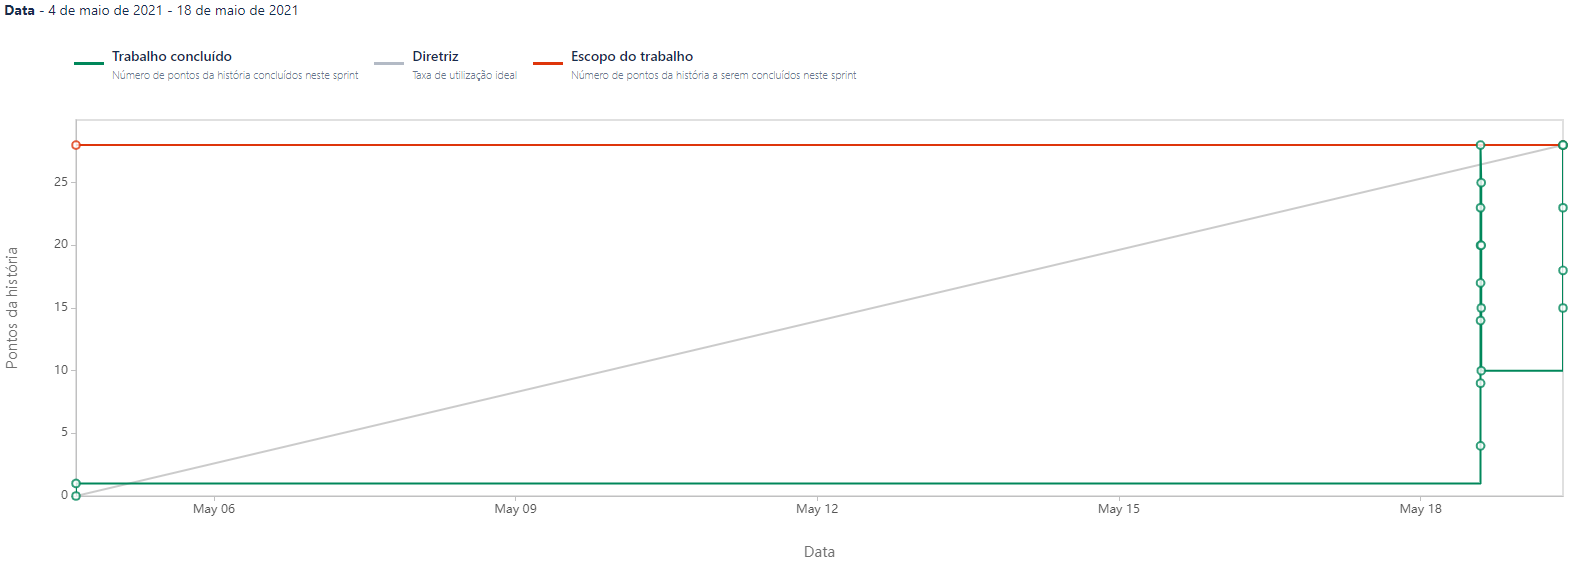 Data - 4 de maio de 2021 - 18 de maio de 2021
Trabalho concluído
Número de pontos da história concluídos neste sprint
Diretriz
Taxa de utilização ideal
Escopo do trabalho
Número de pontos da história a serem concluídos neste sprint
Pontos da história
25
20
15
10
5
0
May 06
May 09
May 12
May 15
May 18
Data